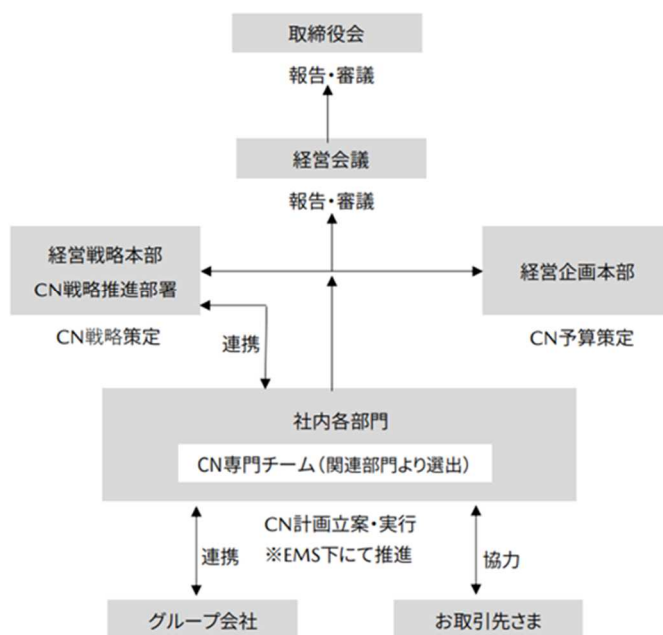 取締役会
報告・審議
経営会議
報告・審議
経営戦略本部
CN戦略推進部署
経営企画本部
CN戦略策定
連携
CN予算策定
社内各部門
CN専門チーム（関連部門より選出）
CN計画立案・実行
※EMS下にて推進
連携
協力
グループ会社
お取引先さま